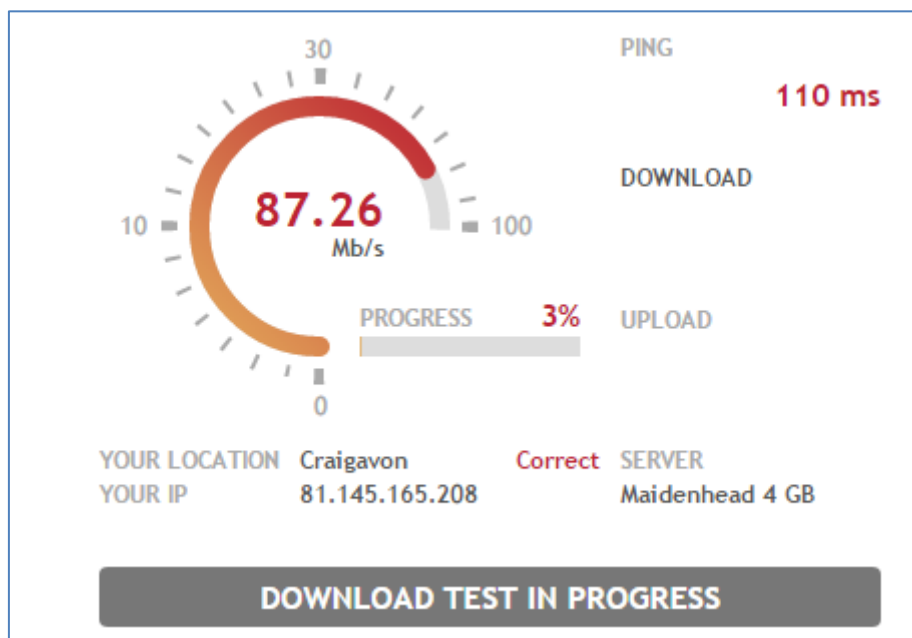 30
PING
110 ms
DOWNLOAD
87.26
10
100
Mb/s
PROGRESS 3%
UPLOAD
0
YOUR LOCATION Craigavon Correct SERVER
YOUR IP 81.145.165.208 Maidenhead 4 GB
DOWNLOAD TEST IN PROGRESS